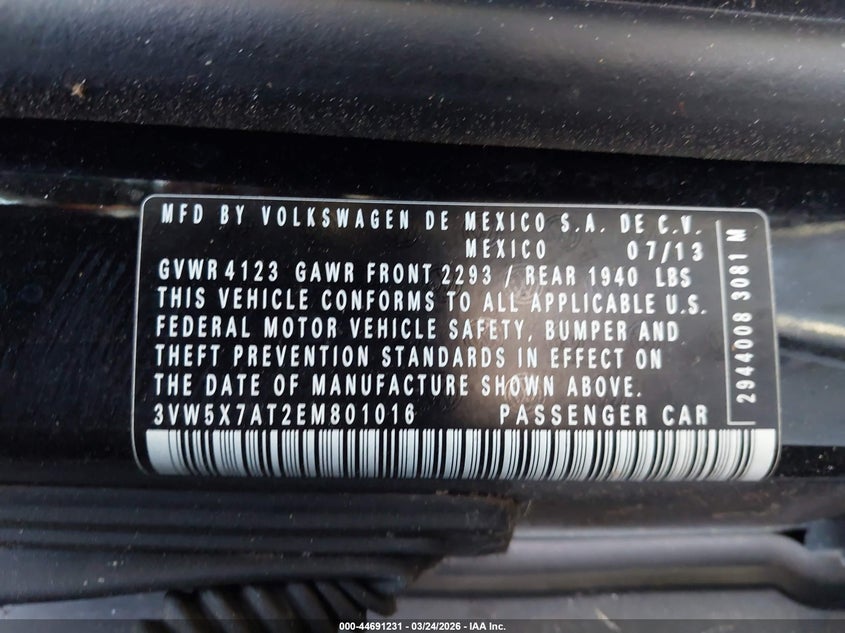 MFD BY VOLKSWAGEN DE MEXICO S.A. DE C.V.
MEXICO 07/13
GVWR 4123 GAWR FRONT 2293 / REAR 1940 LBS
THIS VEHICLE CONFORMS TO ALL APPLICABLE U.S.
FEDERAL MOTOR VEHICLE SAFETY, BUMPER AND
THEFT PREVENTION STANDARDS IN EFFECT ON
THE DATE OF MANUFACTURE SHOWN ABOVE.
3VW5X7AT2EM801016 PASSENGER CAR
2944008 3081 M
000-44691231 - 03/24/2026 - IAA Inc.